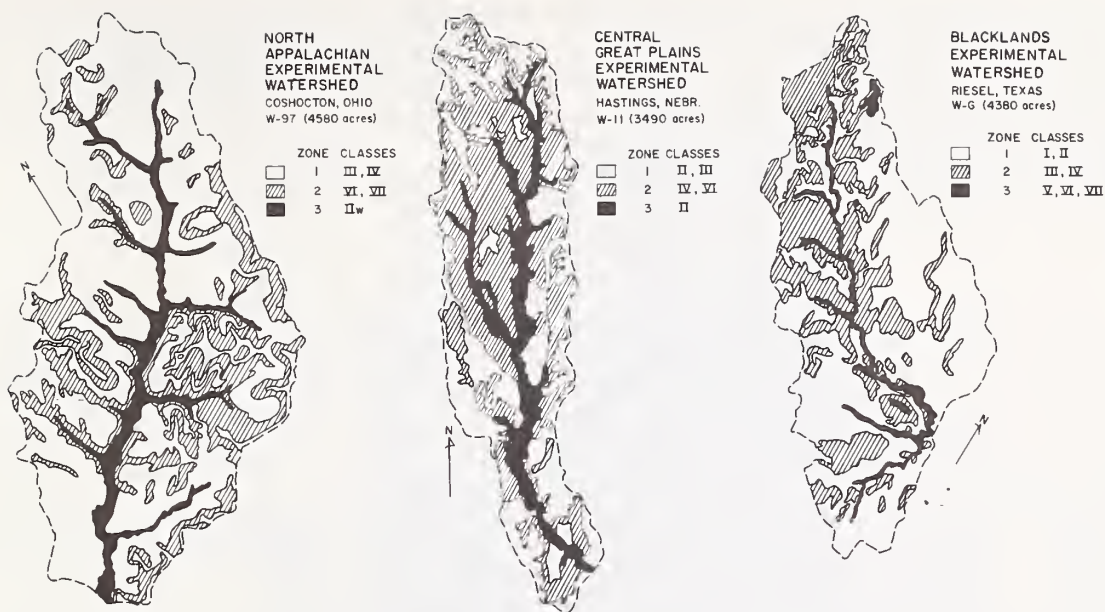 NORTH
APPALACHIAN
EXPERIMENTAL
WATERSHED
COSHOCTON, OHIO
W-97 (4580 acres)
ZONE CLASSES
1 III, IV
2 VI, VII
3 IIw
N
CENTRAL
GREAT PLAINS
EXPERIMENTAL
WATERSHED
HASTINGS, NEBR.
W-11 (3490 acres)
ZONE CLASSES
1 II, III
2 IV, VI
3 II
N
BLACKLANDS
EXPERIMENTAL
WATERSHED
RIESEL, TEXAS
W-G (4380 acres)
ZONE CLASSES
1 I, II
2 III, IV
3 V, VI, VII
N